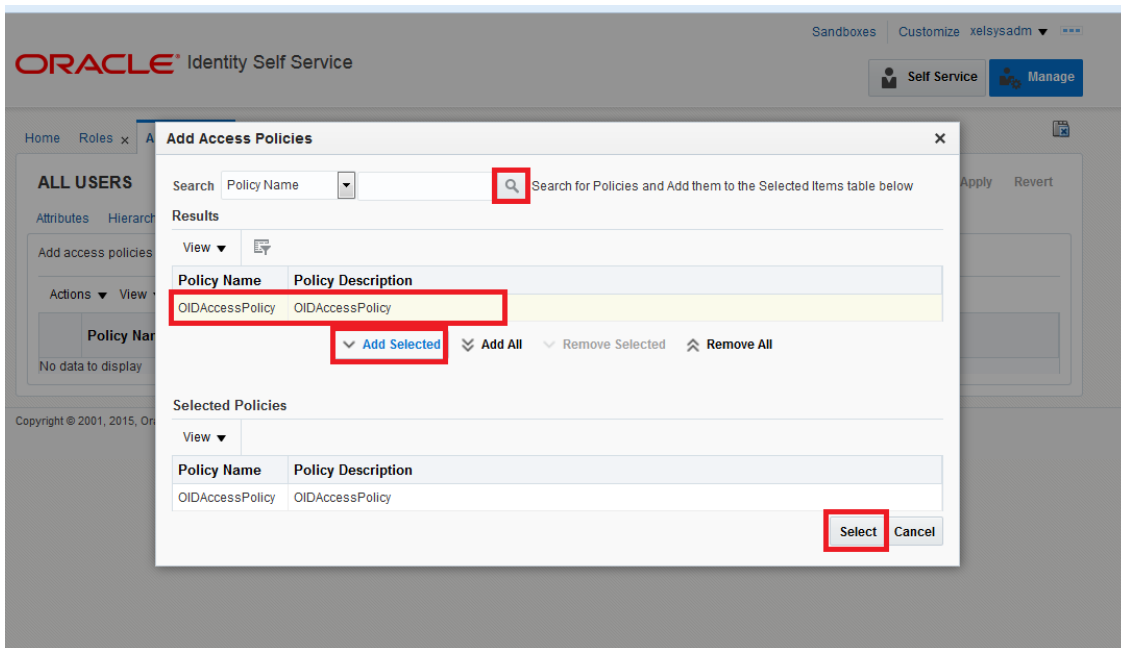 Sandboxes Customize xelsysadm
ORACLE® Identity Self Service
Self Service Manage
Home Roles x A
Add Access Policies
ALL USERS
Apply Revert
Search Policy Name Search for Policies and Add them to the Selected Items table below
Attributes Hierarch
Results
Add access policies
View
Policy Name Policy Description
Actions View
OIDAccessPolicy OIDAccessPolicy
Policy Nar
Add Selected Add All Remove Selected Remove All
No data to display
Selected Policies
Copyright © 2001, 2015, Ora
View
Policy Name Policy Description
OIDAccessPolicy OIDAccessPolicy
Select Cancel